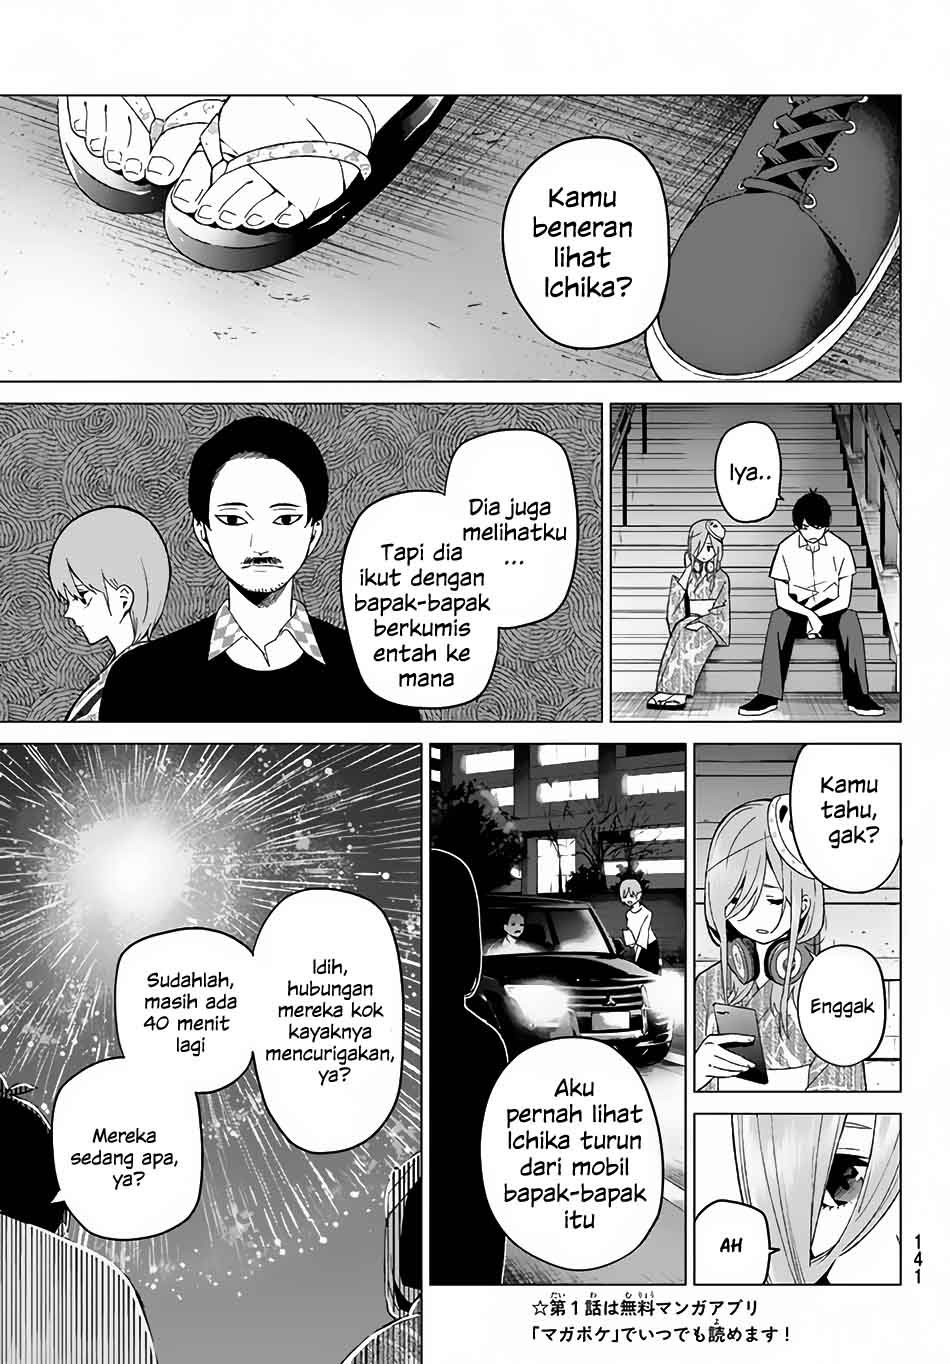 Kamu
beneran
lihat
Ichika?
Iya..
Dia juga
melihatku
...
Tapi dia
ikut dengan
bapak-bapak
berkumis
entah ke
mana
Kamu
tahu,
gak?
Enggak
AH
Aku
pernah lihat
Ichika turun
dari mobil
bapak-bapak
itu
Idih,
hubungan
mereka kok
kayaknya
mencurigakan,
ya?
Sudahlah,
masih ada
40 menit
lagi
Mereka
sedang apa,
ya?
141
☆第1話は無料マンガアプリ
「マガポケ」でいつでも読めます！